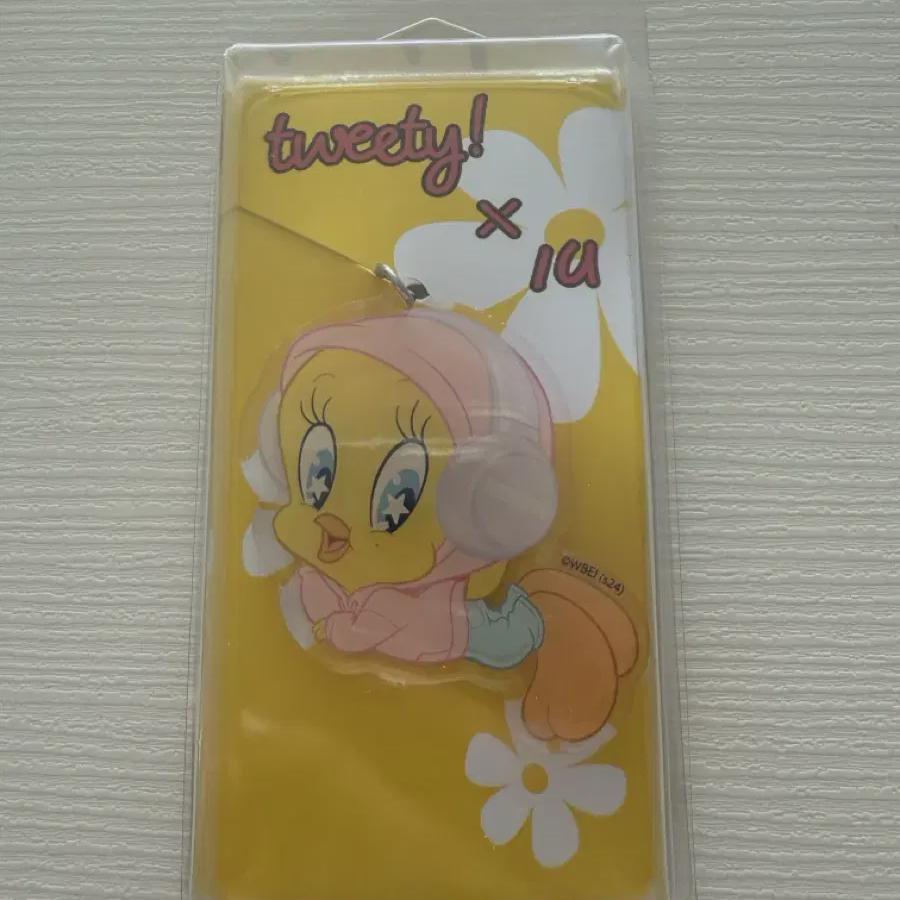 tweety!
×
IU
©WBEI (s24)